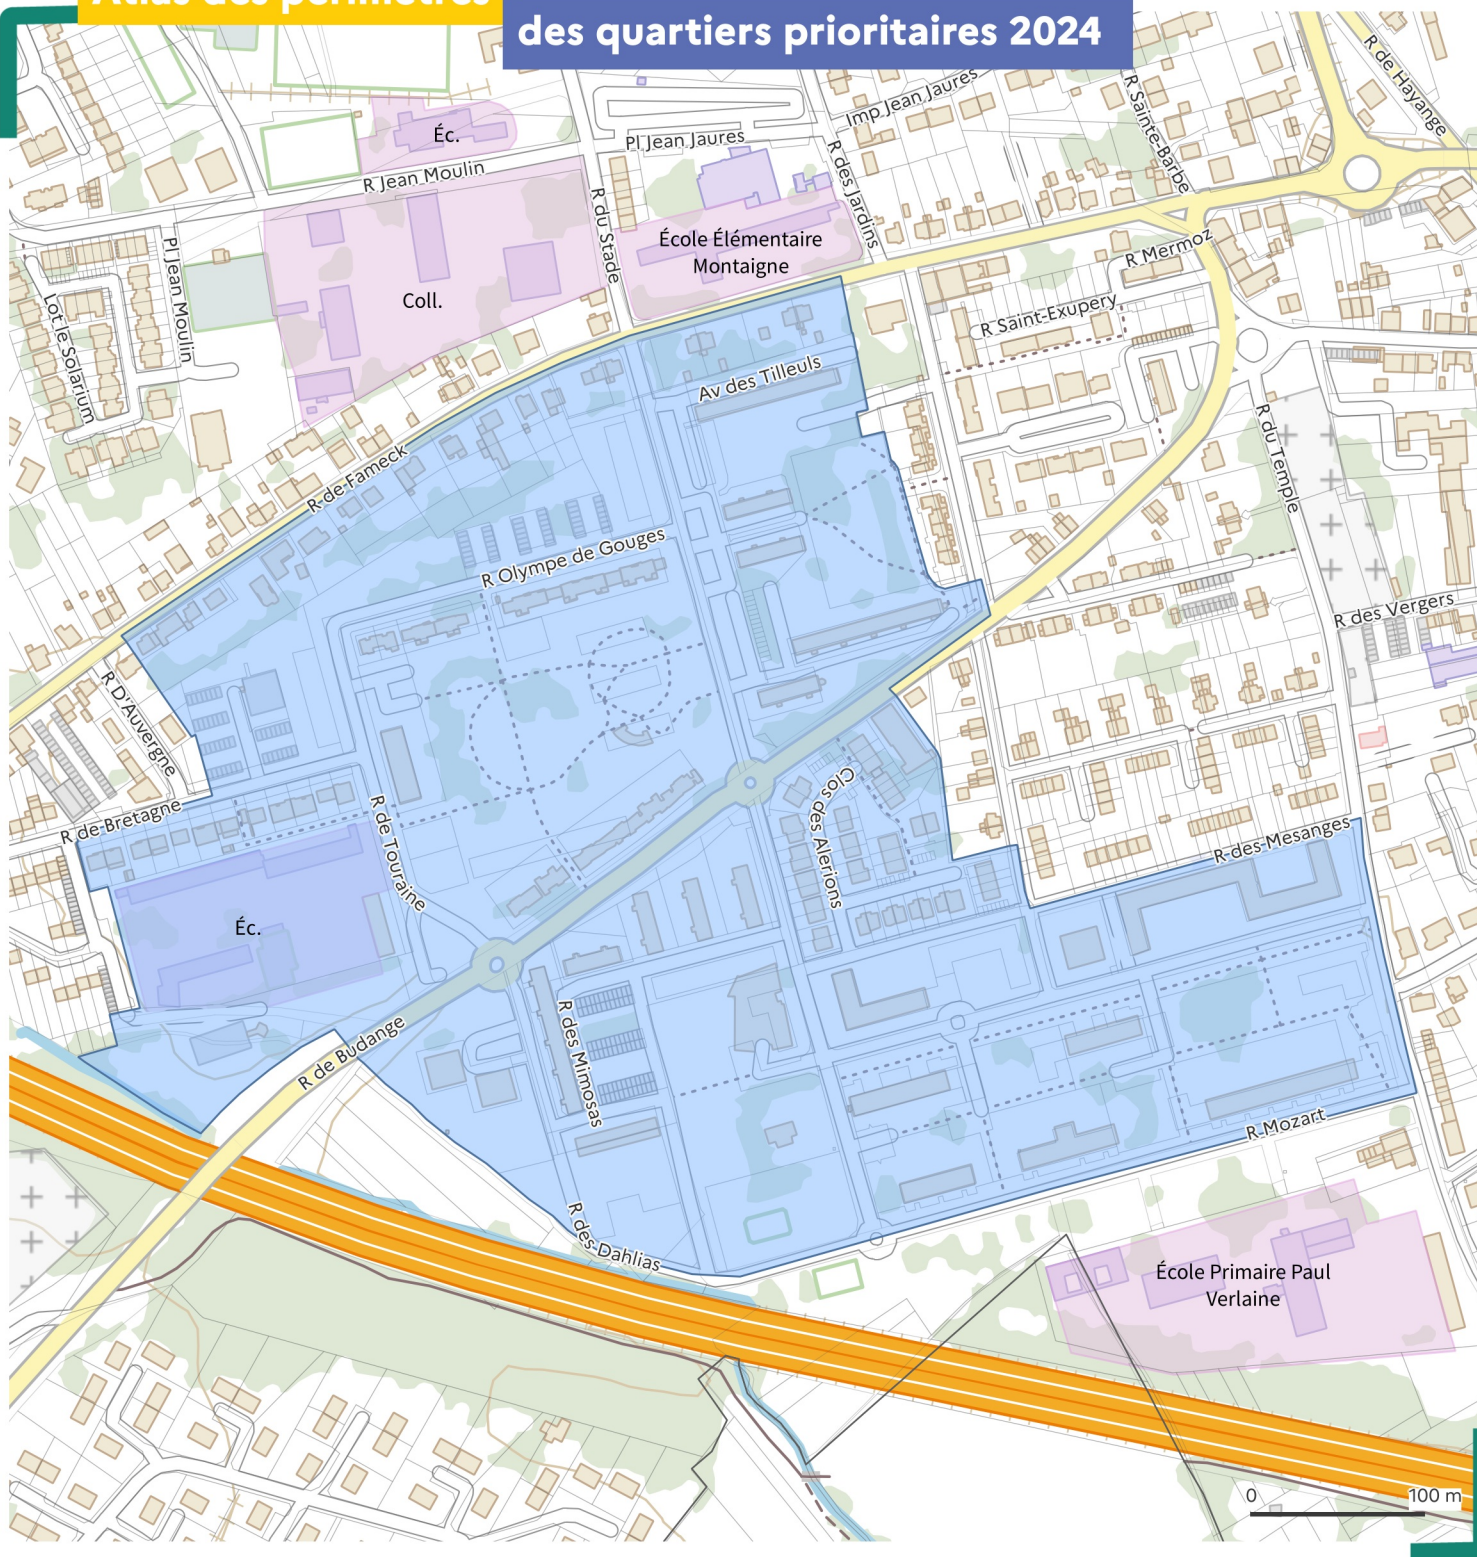 Atlas des périmètres
des quartiers prioritaires 2024
R de Hayange
Imp Jean Jaures
R Sainte-Barbe
Éc.
Pl Jean Jaures
R Jean Moulin
R des Jardins
R du Stade
École Élémentaire
Montaigne
R Mermoz
Pl Jean Moulin
Coll.
Lot le Solarium
R Saint-Exupery
Av des Tilleuls
R du Temple
R de Fameck
R Olympe de Gouges
R des Vergers
R D'Auvergne
R de Bretagne
R de Touraine
Clos des Alerions
R des Mesanges
Éc.
R de Budange
R des Mimosas
R Mozart
R des Dahlias
École Primaire Paul
Verlaine
0 100 m